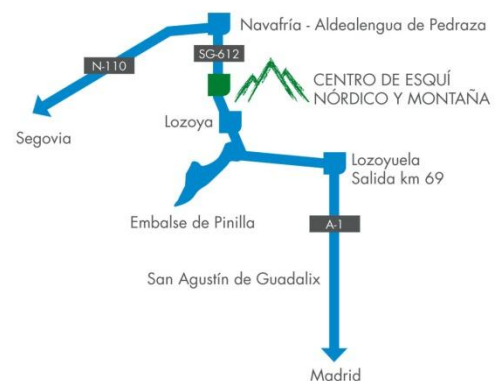 Navafría - Aldealengua de Pedraza
SG-612
N-110
CENTRO DE ESQUÍ
NÓRDICO Y MONTAÑA
Segovia
Lozoya
Lozoyuela
Salida km 69
Embalse de Pinilla
A-1
San Agustín de Guadalix
Madrid